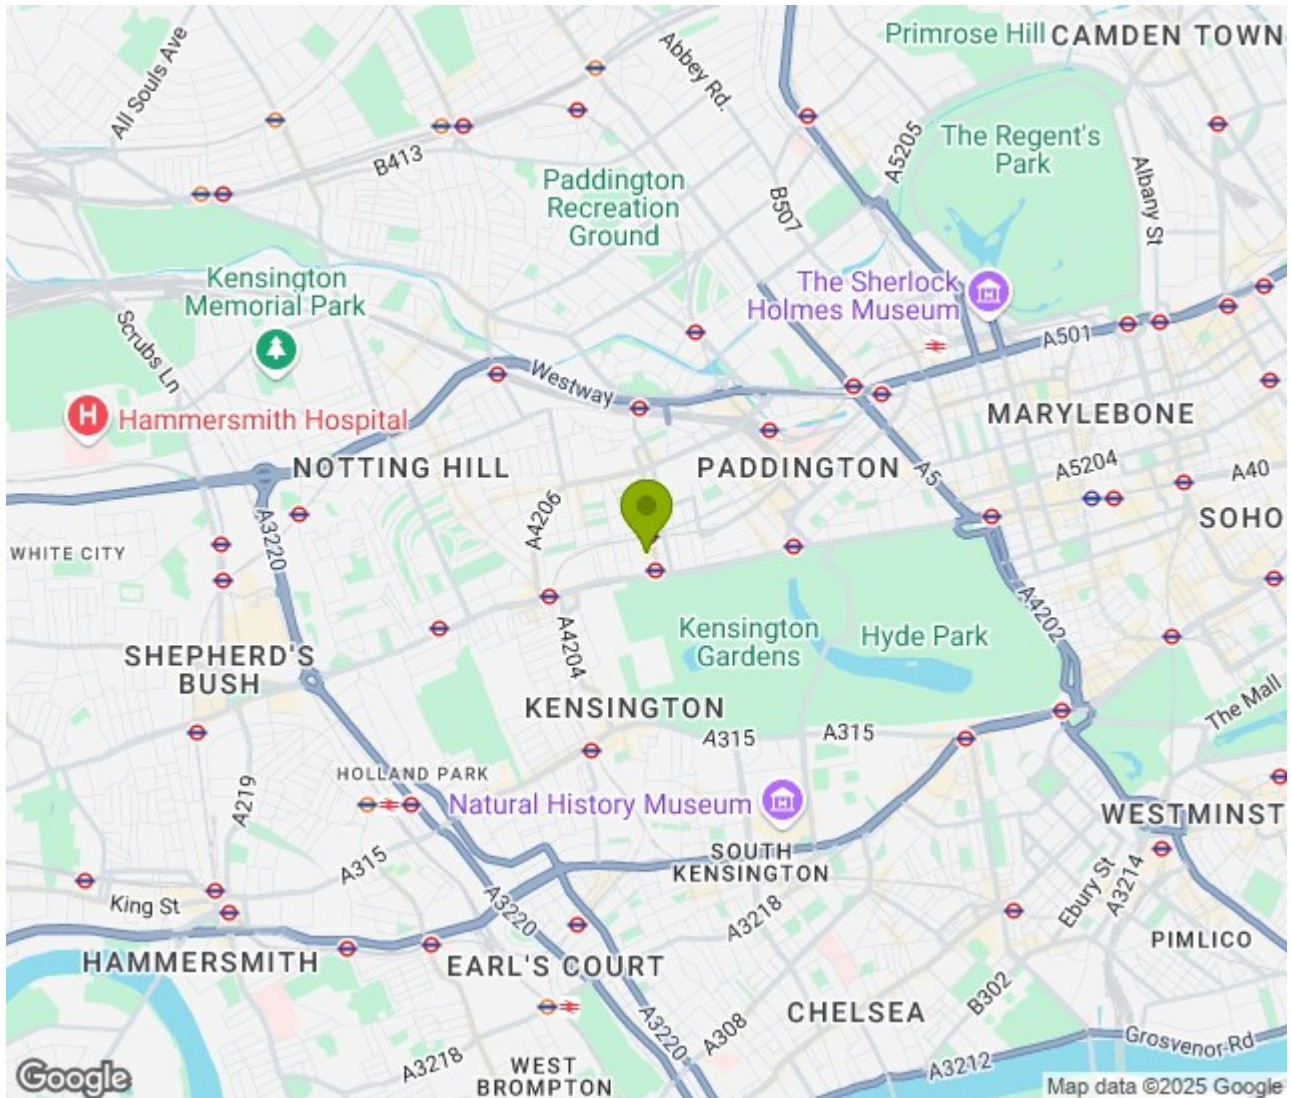 Primrose Hill
CAMDEN TOWN
All Souls Ave
Abbey Rd.
A5205
The Regent's
Park
Albany St
B413
Paddington
Recreation
Ground
B507
Kensington
Memorial Park
The Sherlock
Holmes Museum
Scrubs Ln
A501
Westway
H
Hammersmith Hospital
MARYLEBONE
NOTTING HILL
PADDINGTON
A5
A5204
A40
A4206
SOHO
A3220
WHITE CITY
A4202
A4204
Kensington
Gardens
Hyde Park
SHEPHERD'S
BUSH
KENSINGTON
The Mall
A315
A315
HOLLAND PARK
A219
Natural History Museum
WESTMINST
SOUTH
KENSINGTON
A315
Ebury St
A3214
King St
A3220
A3218
PIMLICO
HAMMERSMITH
EARL'S COURT
B302
CHELSEA
A3220
A308
Grosvenor Rd
A3218
A3212
WEST
BROMPTON
Google
Map data ©2025 Google